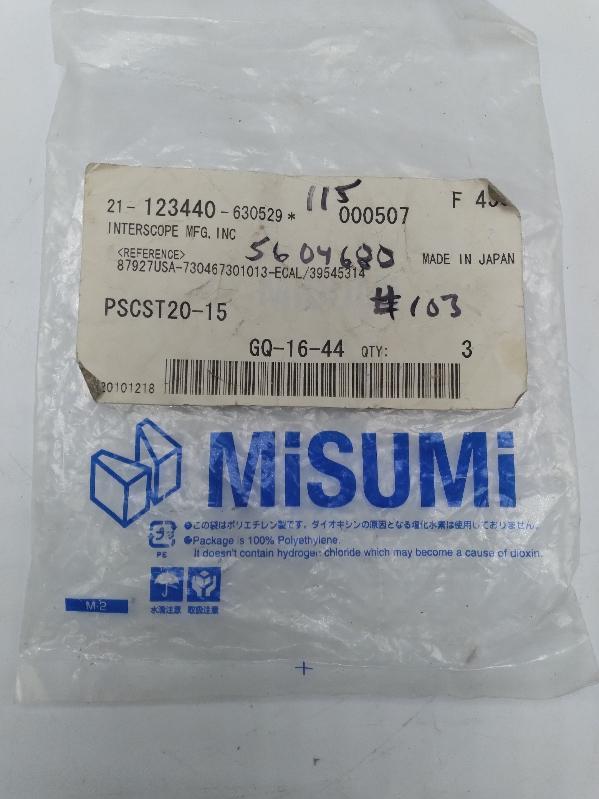 115
21- 123440 -630529 * 000507 F
INTERSCOPE MFG, INC
5604680
<REFERENCE> MADE IN JAPAN
87927USA-730467301013-ECAL/39545314
PSCST20-15 #103
GQ-16-44 QTY: 3
20101218
MiSUMi
●この袋はポリエチレン製です。ダイオキシンの原因となる塩化水素は使用しておりません。
●Package is 100% Polyethylene.
It doesn't contain hydrogen chloride which may become a cause of dioxin.
PE
M-2
水濡注意 取扱注意